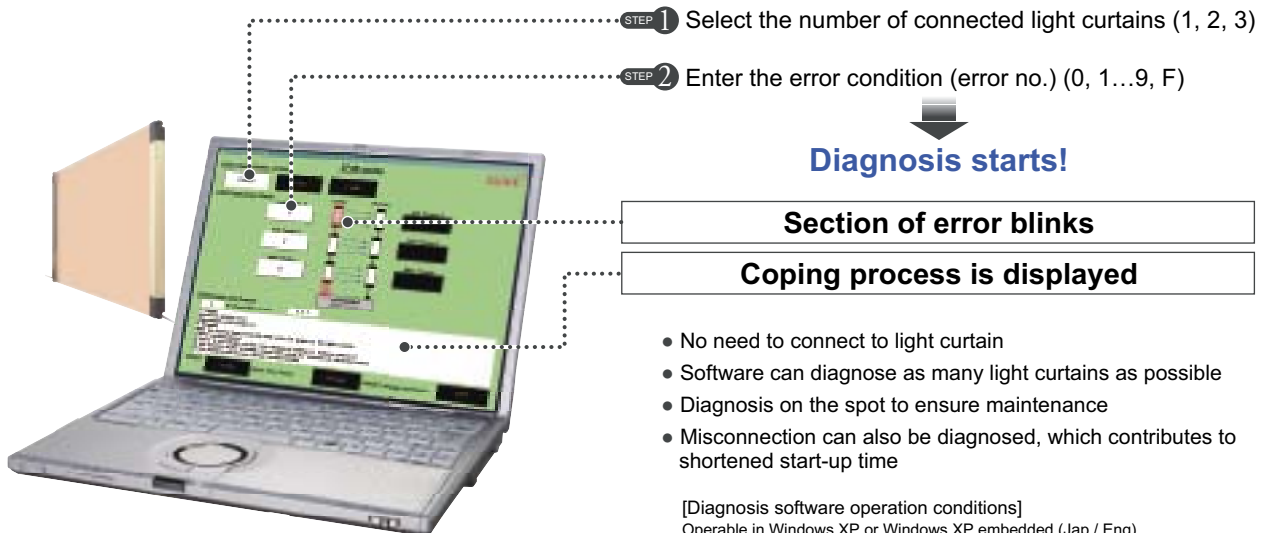 STEP 1 Select the number of connected light curtains (1, 2, 3)
STEP 2 Enter the error condition (error no.) (0, 1…9, F)
Diagnosis starts!
Section of error blinks
Coping process is displayed
● No need to connect to light curtain
● Software can diagnose as many light curtains as possible
● Diagnosis on the spot to ensure maintenance
● Misconnection can also be diagnosed, which contributes to
shortened start-up time
[Diagnosis software operation conditions]
Operable in Windows XP or Windows XP embedded (Jap / Eng)